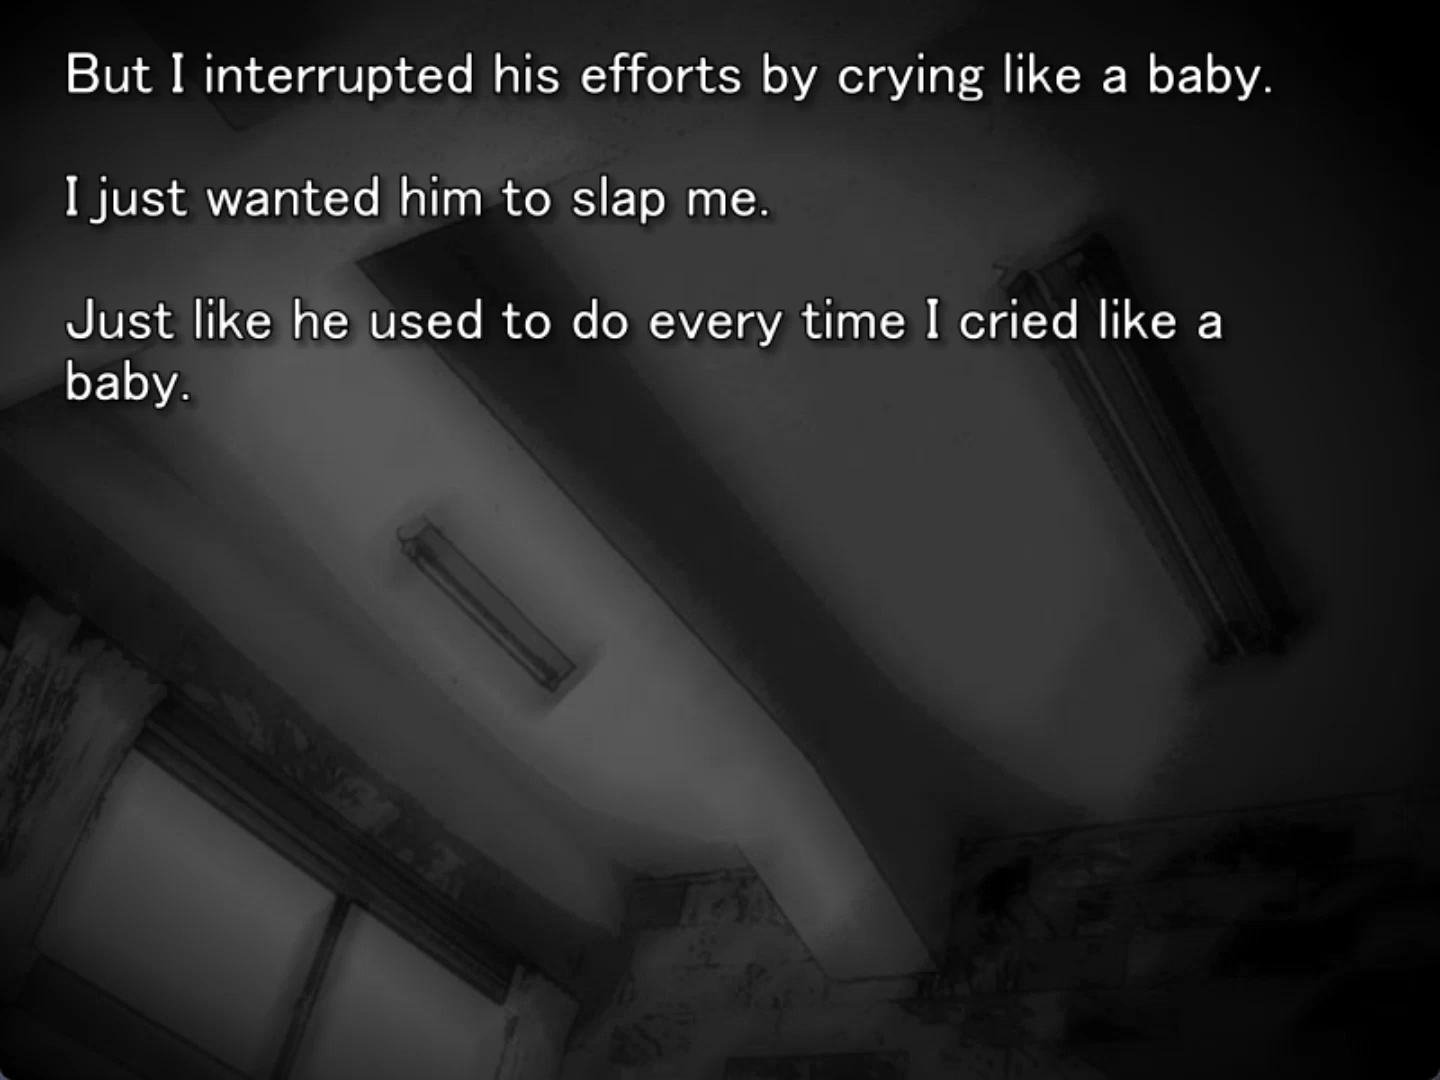 But I interrupted his efforts by crying like a baby.
I just wanted him to slap me.
Just like he used to do every time I cried like a
baby.